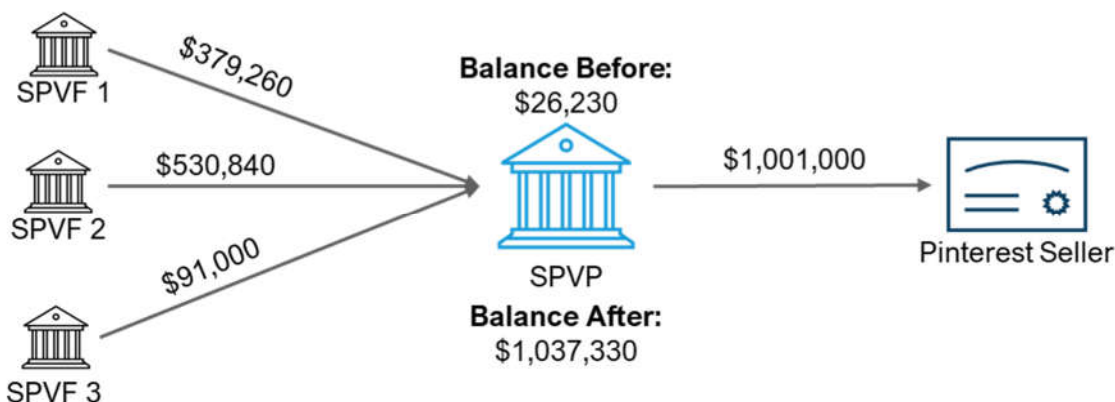 $379,260
SPVF 1
Balance Before:
$26,230
$530,840
$1,001,000
SPVF 2
Pinterest Seller
$91,000
SPVP
Balance After:
$1,037,330
SPVF 3